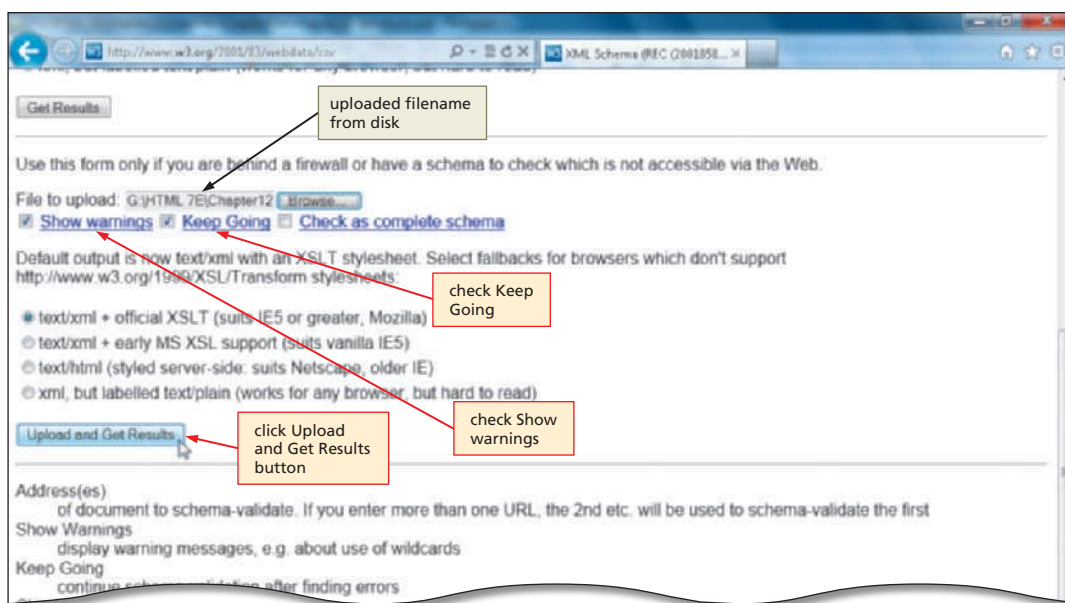 http://www.w3.org/2001/03/webdata/xsv
XML Schema (REC (2001050...
Get Results
uploaded filename
from disk
Use this form only if you are behind a firewall or have a schema to check which is not accessible via the Web.
File to upload: G:\HTML 7E\Chapter12 Browse...
Show warnings Keep Going Check as complete schema
Default output is now text/xml with an XSLT stylesheet. Select fallbacks for browsers which don't support
http://www.w3.org/1999/XSL/Transform stylesheets:
check Keep
Going
text/xml + official XSLT (suits IE5 or greater, Mozilla)
text/xml + early MS XSL support (suits vanilla IE5)
text/html (styled server-side: suits Netscape, older IE)
xml, but labelled text/plain (works for any browser, but hard to read)
check Show
warnings
Upload and Get Results
click Upload
and Get Results
button
Address(es)
of document to schema-validate. If you enter more than one URL, the 2nd etc. will be used to schema-validate the first
Show Warnings
display warning messages, e.g. about use of wildcards
Keep Going
continue schema validation after finding errors